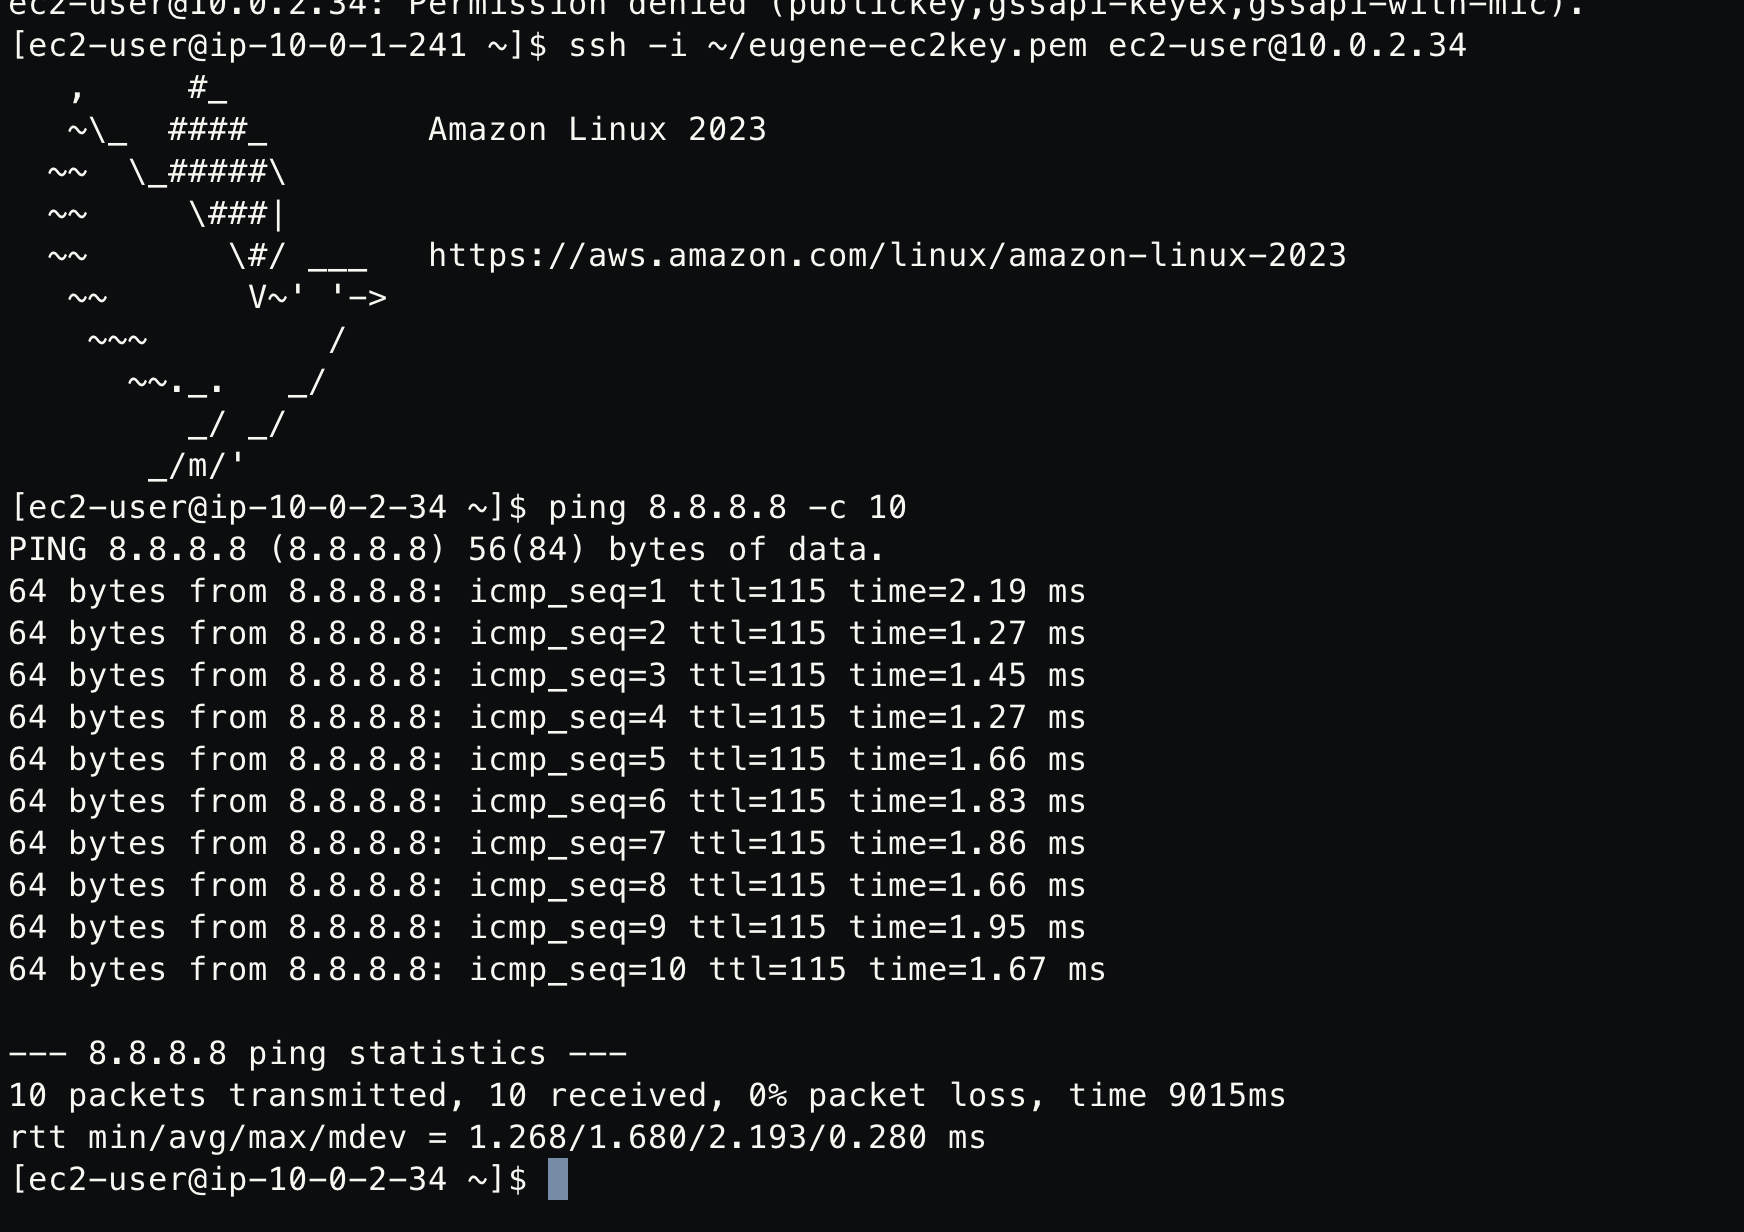 ec2-user@10.0.2.34: Permission denied (publickey,gssapi-keyex,gssapi-with-mic).
[ec2-user@ip-10-0-1-241 ~]$ ssh -i ~/eugene-ec2key.pem ec2-user@10.0.2.34
   ,     #_
   ~\_  ####_        Amazon Linux 2023
  ~~  \_#####\
  ~~     \###|
  ~~       \#/ ___   https://aws.amazon.com/linux/amazon-linux-2023
   ~~       V~' '->
    ~~~         /
      ~~._.   _/
         _/ _/
       _/m/'
[ec2-user@ip-10-0-2-34 ~]$ ping 8.8.8.8 -c 10
PING 8.8.8.8 (8.8.8.8) 56(84) bytes of data.
64 bytes from 8.8.8.8: icmp_seq=1 ttl=115 time=2.19 ms
64 bytes from 8.8.8.8: icmp_seq=2 ttl=115 time=1.27 ms
64 bytes from 8.8.8.8: icmp_seq=3 ttl=115 time=1.45 ms
64 bytes from 8.8.8.8: icmp_seq=4 ttl=115 time=1.27 ms
64 bytes from 8.8.8.8: icmp_seq=5 ttl=115 time=1.66 ms
64 bytes from 8.8.8.8: icmp_seq=6 ttl=115 time=1.83 ms
64 bytes from 8.8.8.8: icmp_seq=7 ttl=115 time=1.86 ms
64 bytes from 8.8.8.8: icmp_seq=8 ttl=115 time=1.66 ms
64 bytes from 8.8.8.8: icmp_seq=9 ttl=115 time=1.95 ms
64 bytes from 8.8.8.8: icmp_seq=10 ttl=115 time=1.67 ms

--- 8.8.8.8 ping statistics ---
10 packets transmitted, 10 received, 0% packet loss, time 9015ms
rtt min/avg/max/mdev = 1.268/1.680/2.193/0.280 ms
[ec2-user@ip-10-0-2-34 ~]$